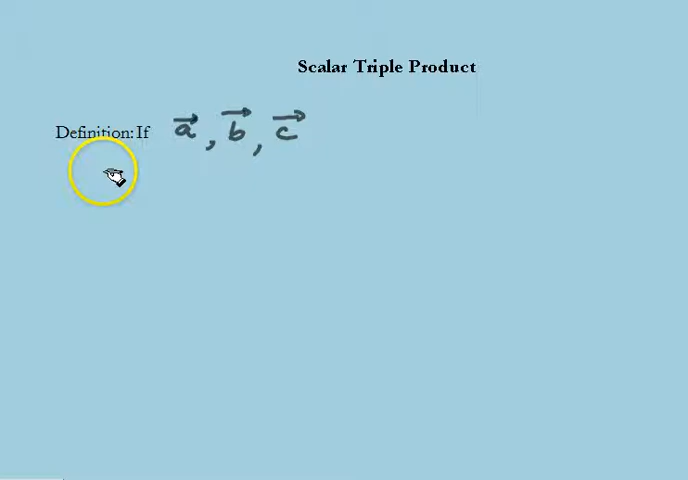 Scalar Triple Product
Definition: If a⃗, b⃗, c⃗